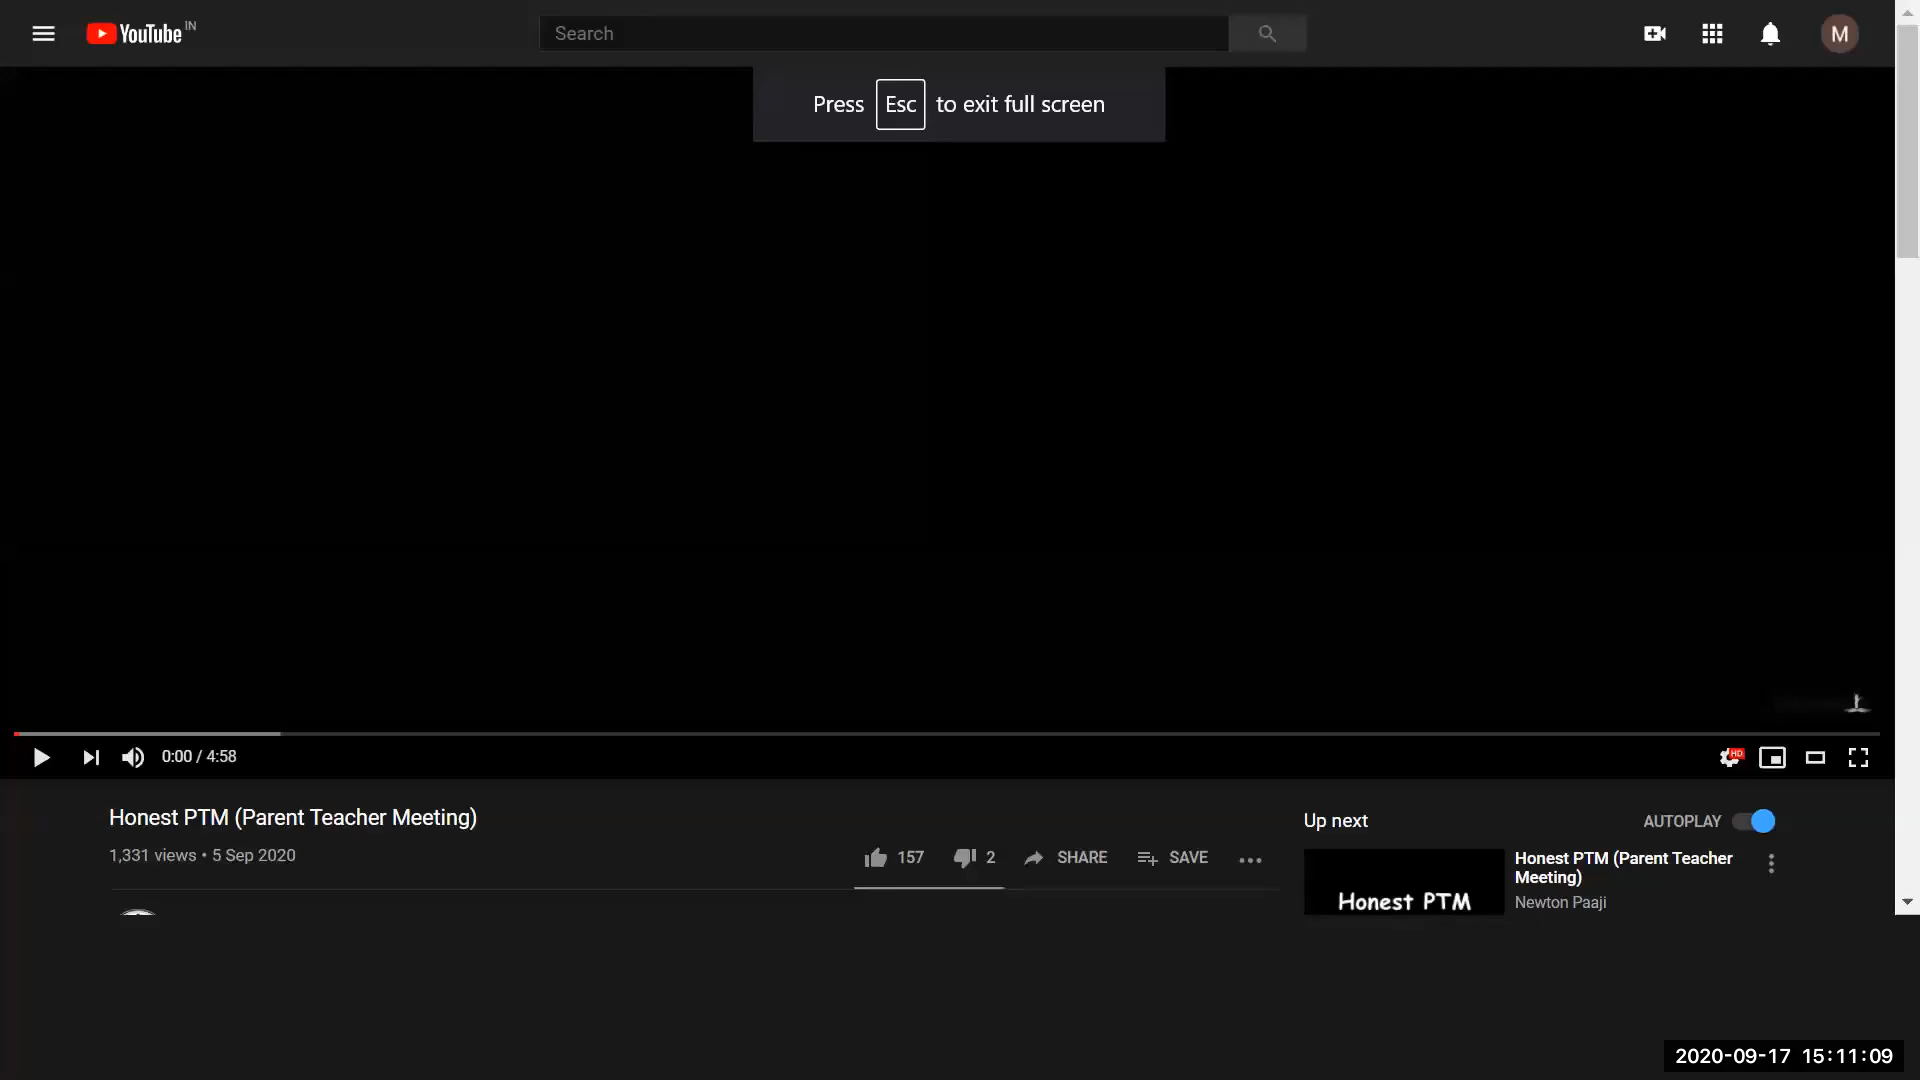 YouTube IN
Search
M
Press Esc to exit full screen
0:00 / 4:58
HD
Honest PTM (Parent Teacher Meeting)
1,331 views • 5 Sep 2020
157
2
SHARE
SAVE
Up next
AUTOPLAY
Honest PTM
Honest PTM (Parent Teacher
Meeting)
Newton Paaji
2020-09-17 15:11:09